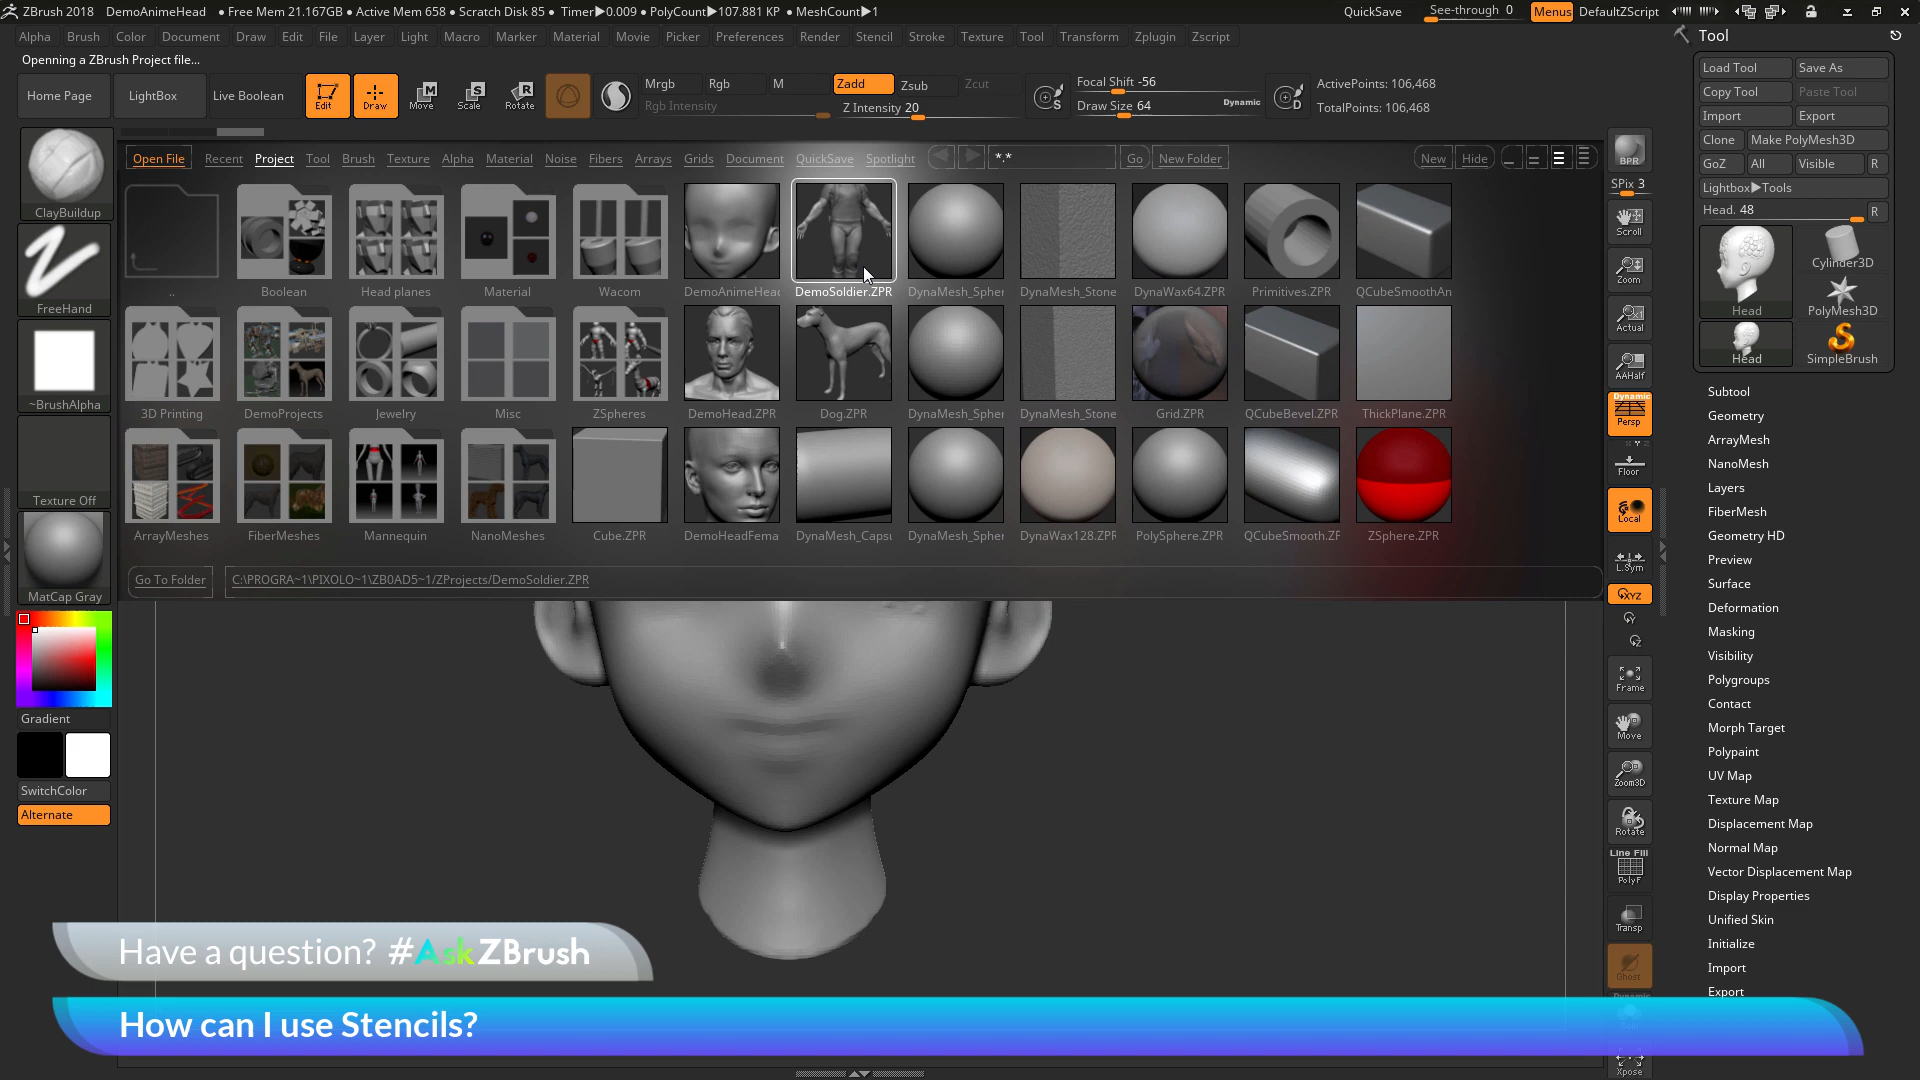 ZBrush 2018 DemoAnimeHead ● Free Mem 21.167GB ● Active Mem 658 ● Scratch Disk 85 ● Timer▶0.009 ● PolyCount▶107.881 KP ● MeshCount▶1 QuickSave See-through 0 Menus DefaultZScript
Alpha Brush Color Document Draw Edit File Layer Light Macro Marker Material Movie Picker Preferences Render Stencil Stroke Texture Tool Transform Zplugin Zscript
Openning a ZBrush Project file...
Home Page LightBox Live Boolean Edit Draw Move Scale Rotate
Mrgb Rgb M Zadd Zsub Zcut
Rgb Intensity Z Intensity 20
Focal Shift -56
Draw Size 64 Dynamic
ActivePoints: 106,468
TotalPoints: 106,468
Open File Recent Project Tool Brush Texture Alpha Material Noise Fibers Arrays Grids Document QuickSave Spotlight *.* Go New Folder New Hide
.. Boolean Head planes Material Wacom DemoAnimeHead DemoSoldier.ZPR DynaMesh_Spher DynaMesh_Stone DynaWax64.ZPR Primitives.ZPR QCubeSmoothAn
3D Printing DemoProjects Jewelry Misc ZSpheres DemoHead.ZPR Dog.ZPR DynaMesh_Spher DynaMesh_Stone Grid.ZPR QCubeBevel.ZPR ThickPlane.ZPR
ArrayMeshes FiberMeshes Mannequin NanoMeshes Cube.ZPR DemoHeadFema DynaMesh_Capsu DynaMesh_Spher DynaWax128.ZPR PolySphere.ZPR QCubeSmooth.ZF ZSphere.ZPR
Go To Folder C:\PROGRA~1\PIXOLO~1\ZB0AD5~1/ZProjects/DemoSoldier.ZPR
ClayBuildup
FreeHand
~BrushAlpha
Texture Off
MatCap Gray
Gradient
SwitchColor
Alternate
BPR
SPix 3
Scroll
Zoom
Actual
AAHalf
Dynamic
Persp
Floor
Local
L.Sym
XYZ
Y
Z
Frame
Move
Zoom3D
Rotate
Line Fill
PolyF
Transp
Ghost
Dynamic
Xpose
Tool
Load Tool Save As
Copy Tool Paste Tool
Import Export
Clone Make PolyMesh3D
GoZ All Visible R
Lightbox▶Tools
Head. 48 R
Head Cylinder3D
PolyMesh3D
Head SimpleBrush
Subtool
Geometry
ArrayMesh
NanoMesh
Layers
FiberMesh
Geometry HD
Preview
Surface
Deformation
Masking
Visibility
Polygroups
Contact
Morph Target
Polypaint
UV Map
Texture Map
Displacement Map
Normal Map
Vector Displacement Map
Display Properties
Unified Skin
Initialize
Import
Export
Have a question? #AskZBrush
How can I use Stencils?